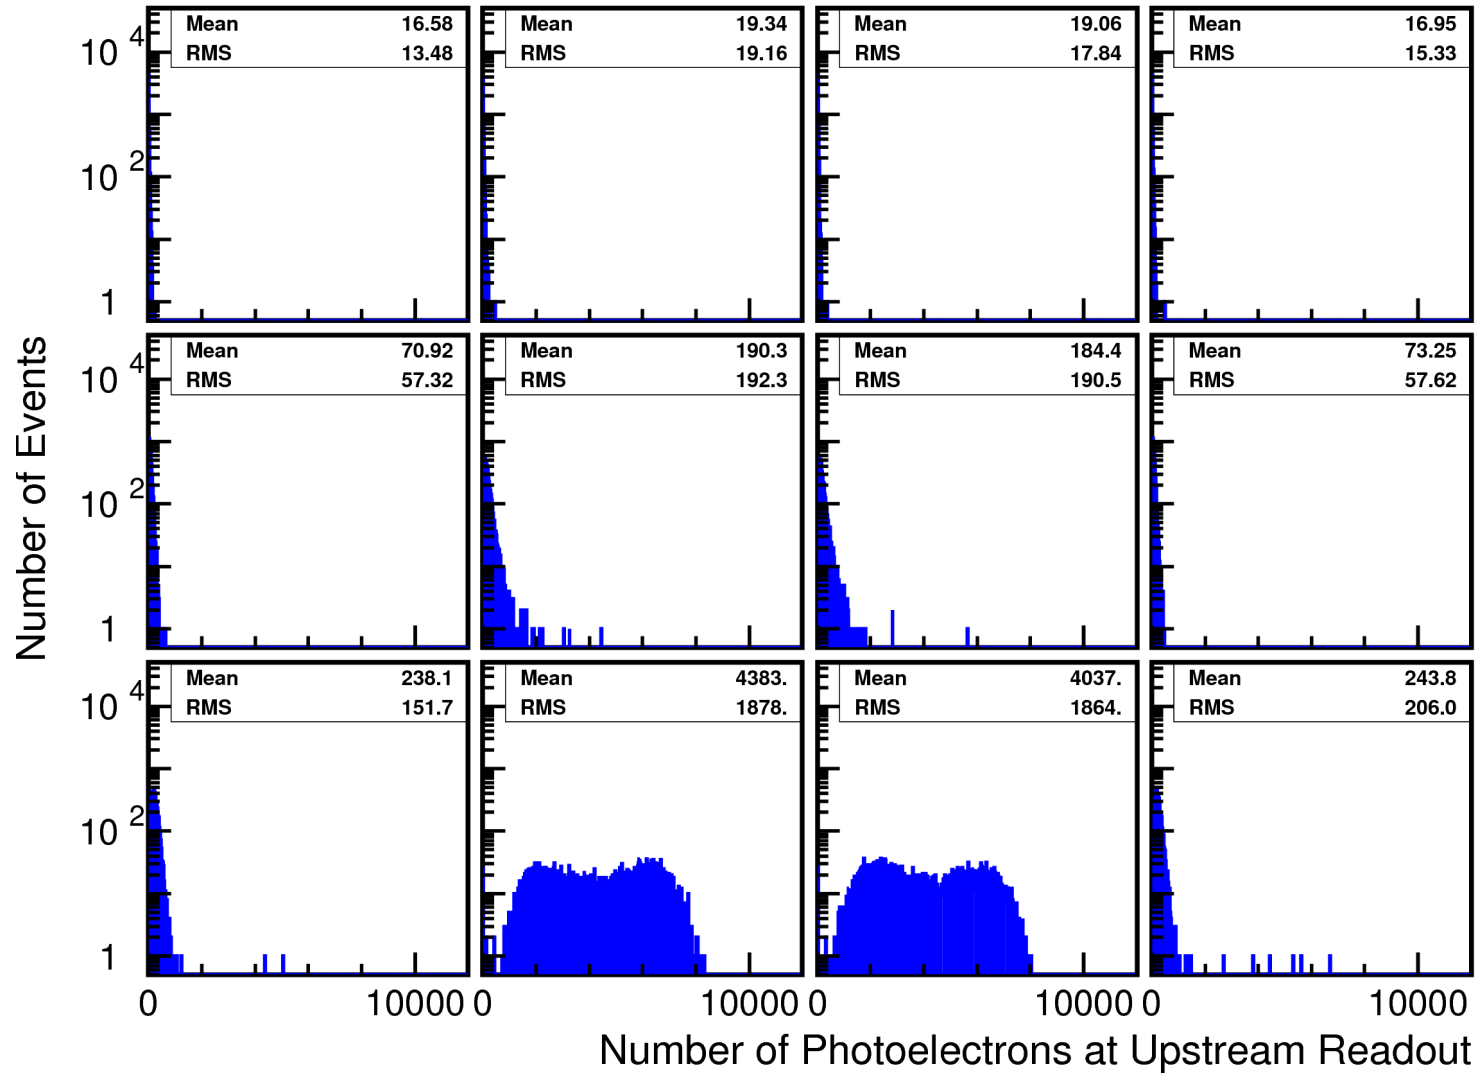 Mean 16.58 Mean 19.34 Mean 19.06 Mean 16.95
10 4 RMS 13.48 RMS 19.16 RMS 17.84 RMS 15.33
10 2
1
Mean 70.92 Mean 190.3 Mean 184.4 Mean 73.25
10 4 RMS 57.32 RMS 192.3 RMS 190.5 RMS 57.62
10 2
1
Number of Events
Mean 238.1 Mean 4383. Mean 4037. Mean 243.8
10 4 RMS 151.7 RMS 1878. RMS 1864. RMS 206.0
10 2
1
0 10000 0 10000 0 10000 0 10000
Number of Photoelectrons at Upstream Readout